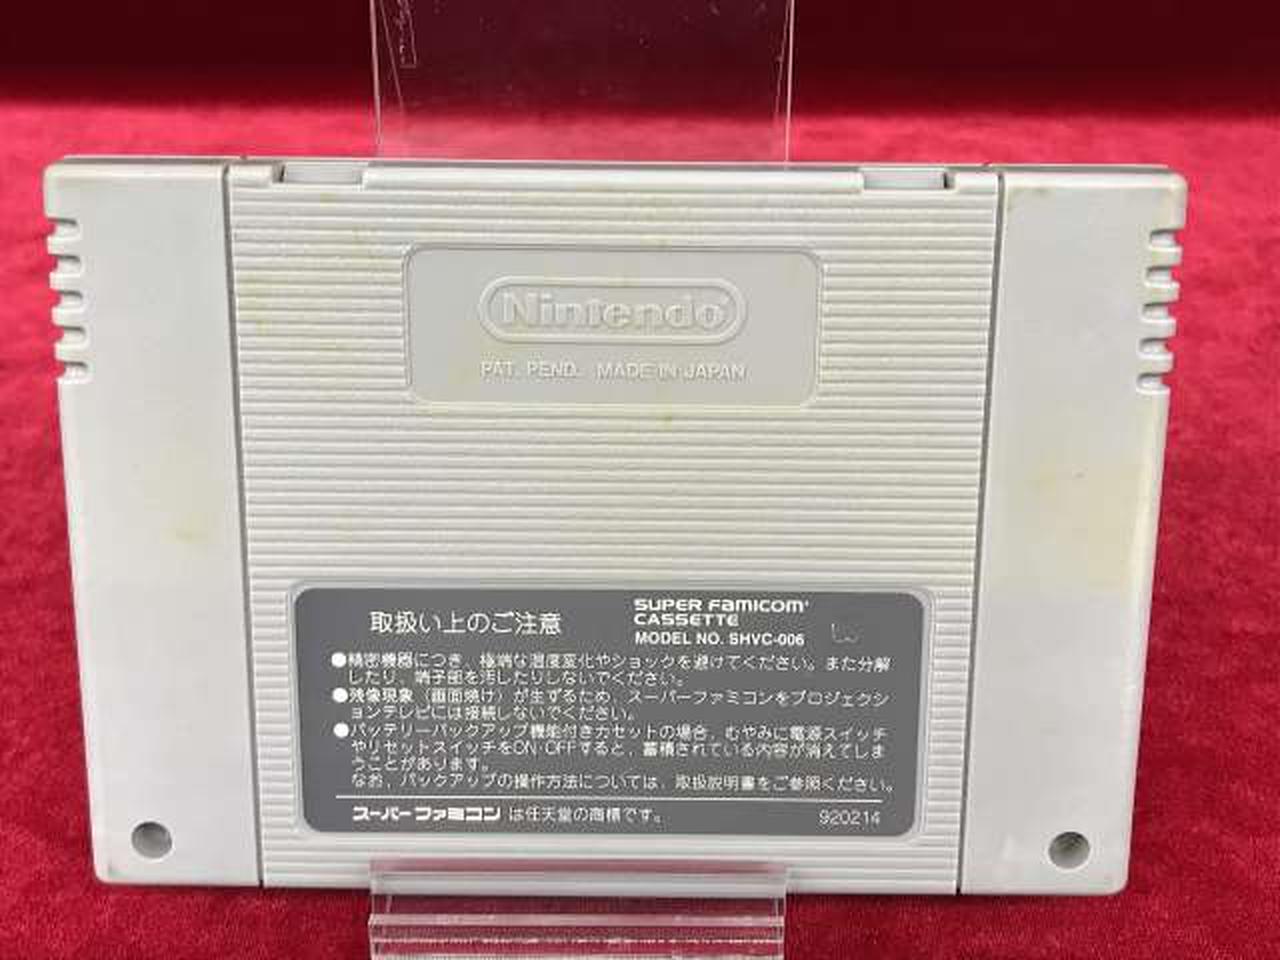 Nintendo
PAT. PEND. MADE IN JAPAN
取扱い上のご注意
SUPER FAMICOM
CASSETTE
MODEL NO. SHVC-006
●精密機器につき、極端な温度変化やショックを避けてください。また分解
したり、端子部を汚したりしないでください。
●残像現象（画面焼け）が生ずるため、スーパーファミコンをプロジェクシ
ョンテレビには接続しないでください。
●バッテリーバックアップ機能付きカセットの場合、むやみに電源スイッチ
やリセットスイッチをON・OFFすると、蓄積されている内容が消えてしま
うことがあります。
なお、バックアップの操作方法については、取扱説明書をご参照ください。
スーパーファミコンは任天堂の商標です。
920214